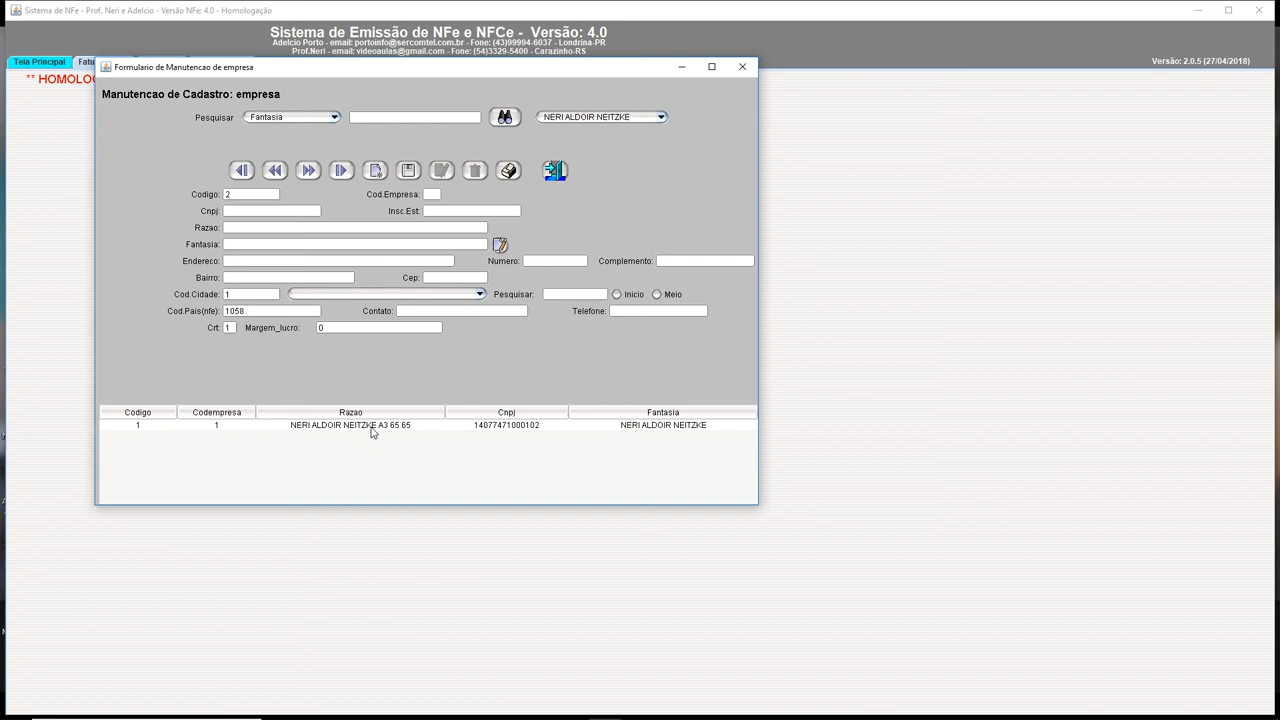 Sistema de NFe - Prof. Neri e Adelcio - Versão NFe: 4.0 - Homologação
Sistema de Emissão de NFe e NFCe - Versão: 4.0
Adelcio Porto - email: portoinfo@sercomtel.com.br - Fone: (43)99994-6037 - Londrina-PR
Prof.Neri - email: videoaulas@gmail.com - Fone: (54)3329-5400 - Carazinho-RS
Tela Principal Fatu
Versão: 2.0.5 (27/04/2018)
** HOMOLOG
Formulario de Manutencao de empresa
Manutencao de Cadastro: empresa
Pesquisar Fantasia NERI ALDOIR NEITZKE
Codigo: 2 Cod.Empresa:
Cnpj: Insc.Est:
Razao:
Fantasia:
Endereco: Numero: Complemento:
Bairro: Cep:
Cod.Cidade: 1 Pesquisar: Inicio Meio
Cod.Pais(nfe): 1058 Contato: Telefone:
Crt: 1 Margem_lucro: 0
Codigo Codempresa Razao Cnpj Fantasia
1 1 NERI ALDOIR NEITZKE A3 65 65 14077471000102 NERI ALDOIR NEITZKE